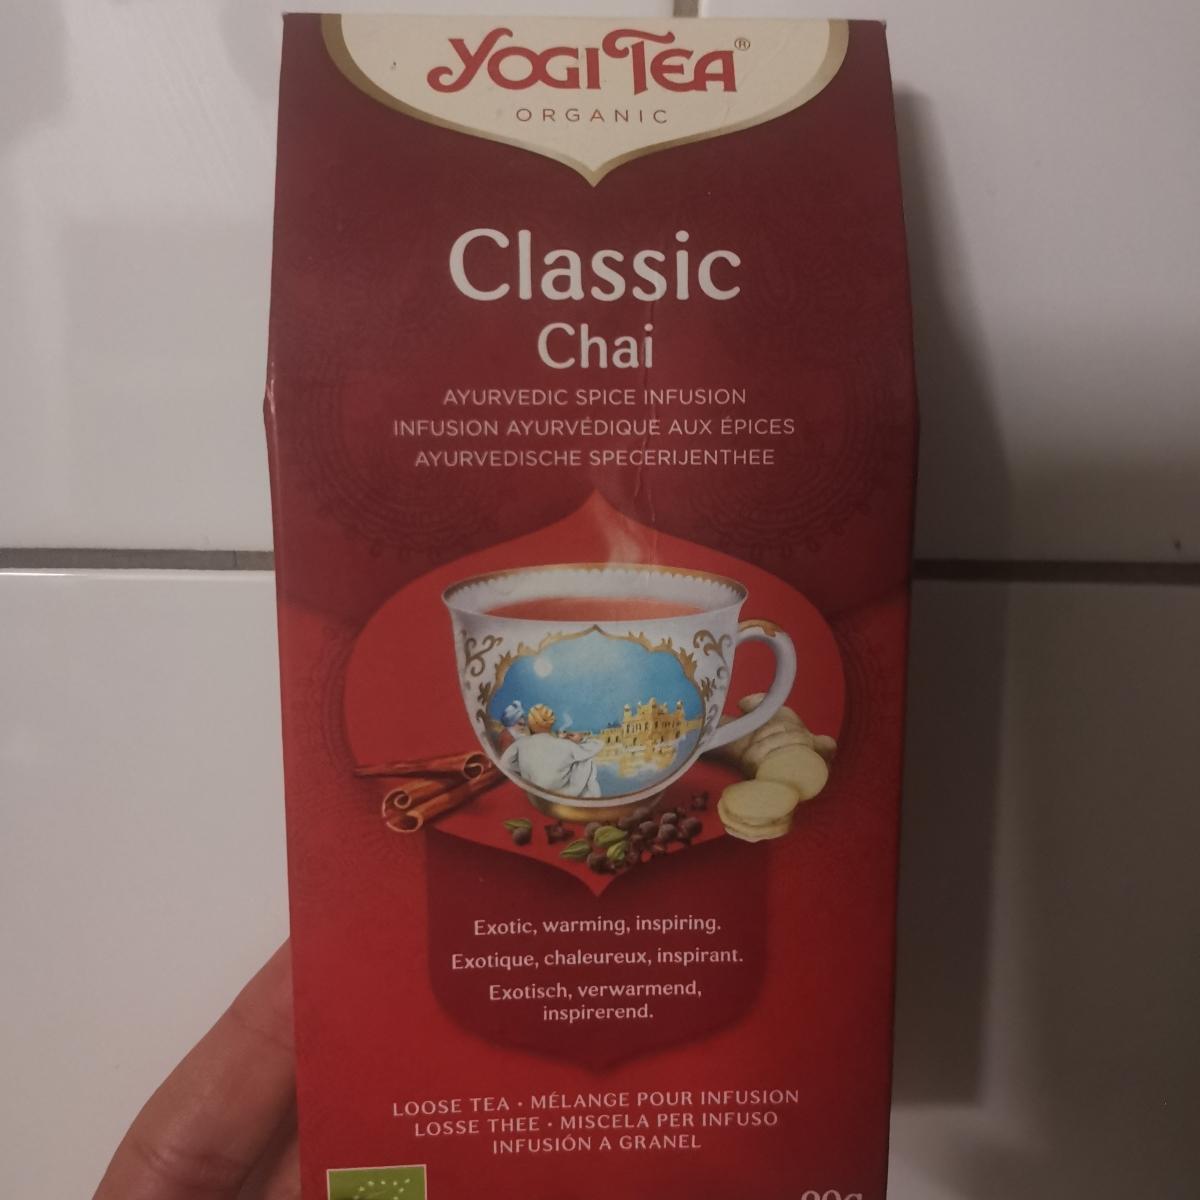 YOGI TEA®
ORGANIC
Classic
Chai
AYURVEDIC SPICE INFUSION
INFUSION AYURVÉDIQUE AUX ÉPICES
AYURVEDISCHE SPECERIJENTHEE
Exotic, warming, inspiring.
Exotique, chaleureux, inspirant.
Exotisch, verwarmend,
inspirerend.
LOOSE TEA • MÉLANGE POUR INFUSION
LOSSE THEE • MISCELA PER INFUSO
INFUSIÓN A GRANEL